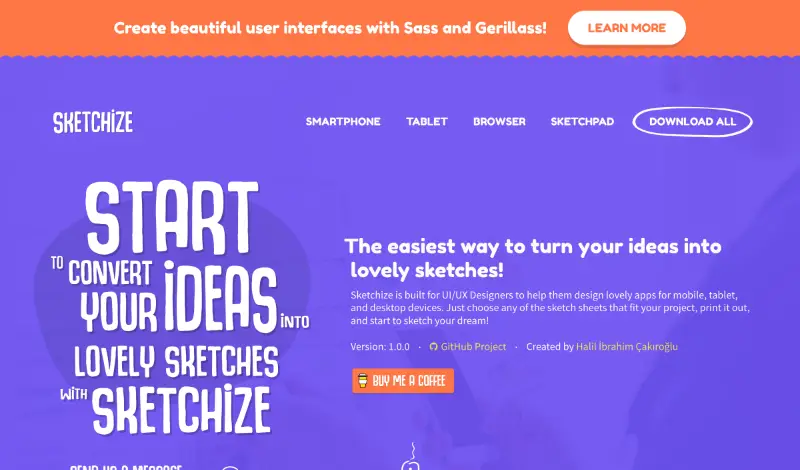 Create beautiful user interfaces with Sass and Gerillass!
LEARN MORE
SKETCHiZE
SMARTPHONE
TABLET
BROWSER
SKETCHPAD
DOWNLOAD ALL
START
TO CONVERT
YOUR iDEAS iNTO
LOVELY SKETCHES
WiTH SKETCHiZE
The easiest way to turn your ideas into
lovely sketches!
Sketchize is built for UI/UX Designers to help them design lovely apps for mobile, tablet,
and desktop devices. Just choose any of the sketch sheets that fit your project, print it out,
and start to sketch your dream!
Version: 1.0.0 · GitHub Project · Created by Halil İbrahim Çakıroğlu
BUY ME A COFFEE
SEND US A MESSAGE